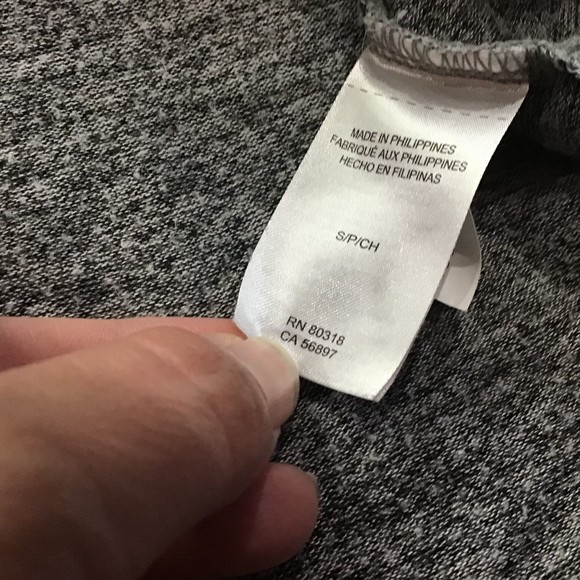 MADE IN PHILIPPINES
FABRIQUÉ AUX PHILIPPINES
HECHO EN FILIPINAS
S/P/CH
RN 80318
CA 56897